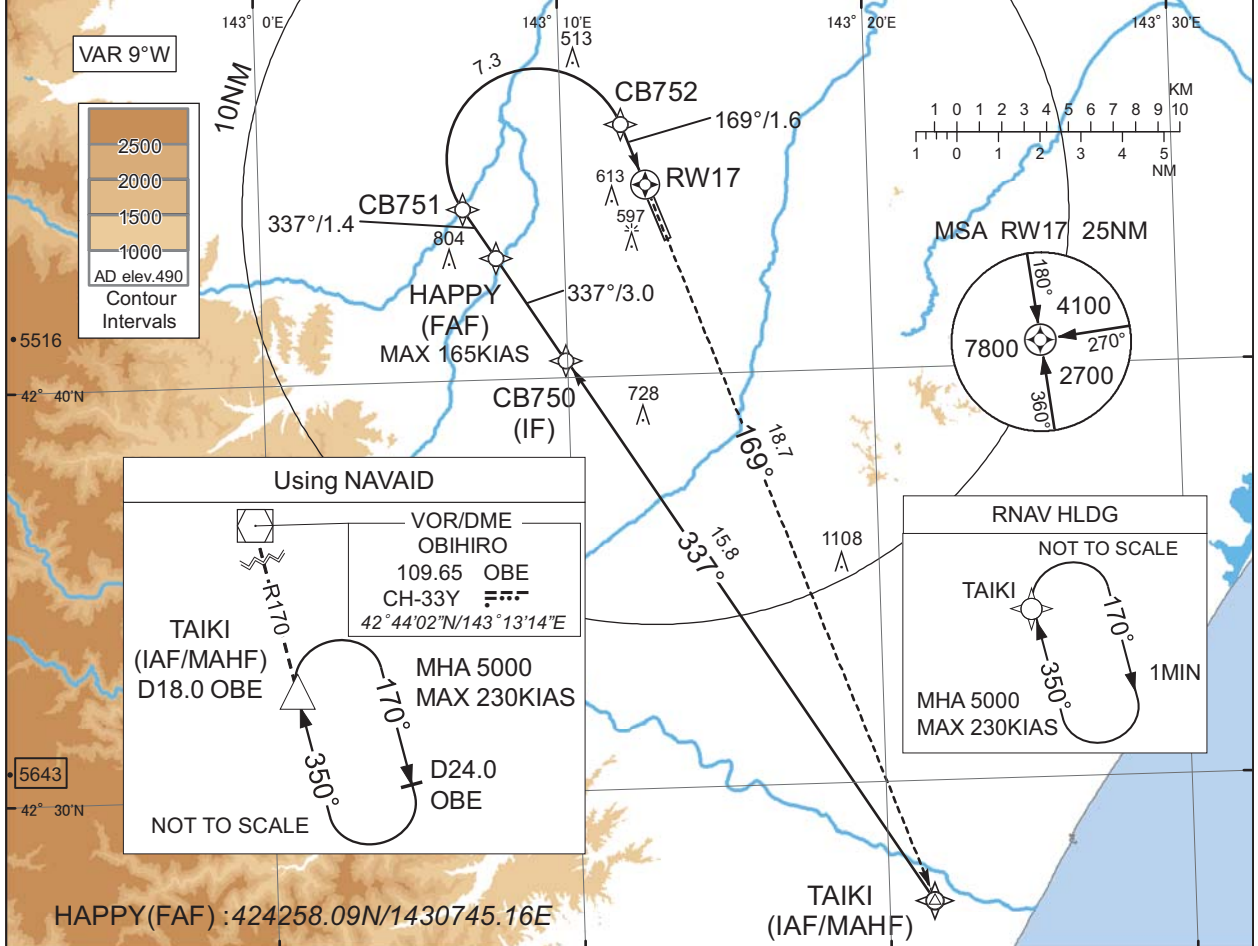 143° 0'E
143° 10'E
143° 20'E
143° 30'E
VAR 9°W
10NM
2500
2000
1500
1000
AD elev.490
Contour
Intervals
513
7.3
CB752
169°/1.6
RW17
613
597
CB751
337°/1.4
804
HAPPY
(FAF)
MAX 165KIAS
337°/3.0
CB750
(IF)
728
KM
1 0 1 2 3 4 5 6 7 8 9 10
1 0 1 2 3 4 5
NM
MSA RW17 25NM
180°
4100
270°
7800
2700
360°
5516
42° 40'N
18.7
169°
15.8
337°
1108
Using NAVAID
VOR/DME
OBIHIRO
109.65 OBE
CH-33Y
42°44'02"N/143°13'14"E
R170
TAIKI
(IAF/MAHF)
D18.0 OBE
MHA 5000
MAX 230KIAS
170°
350°
D24.0
OBE
NOT TO SCALE
RNAV HLDG
NOT TO SCALE
TAIKI
170°
350°
1MIN
MHA 5000
MAX 230KIAS
5643
42° 30'N
TAIKI
(IAF/MAHF)
HAPPY(FAF) :424258.09N/1430745.16E